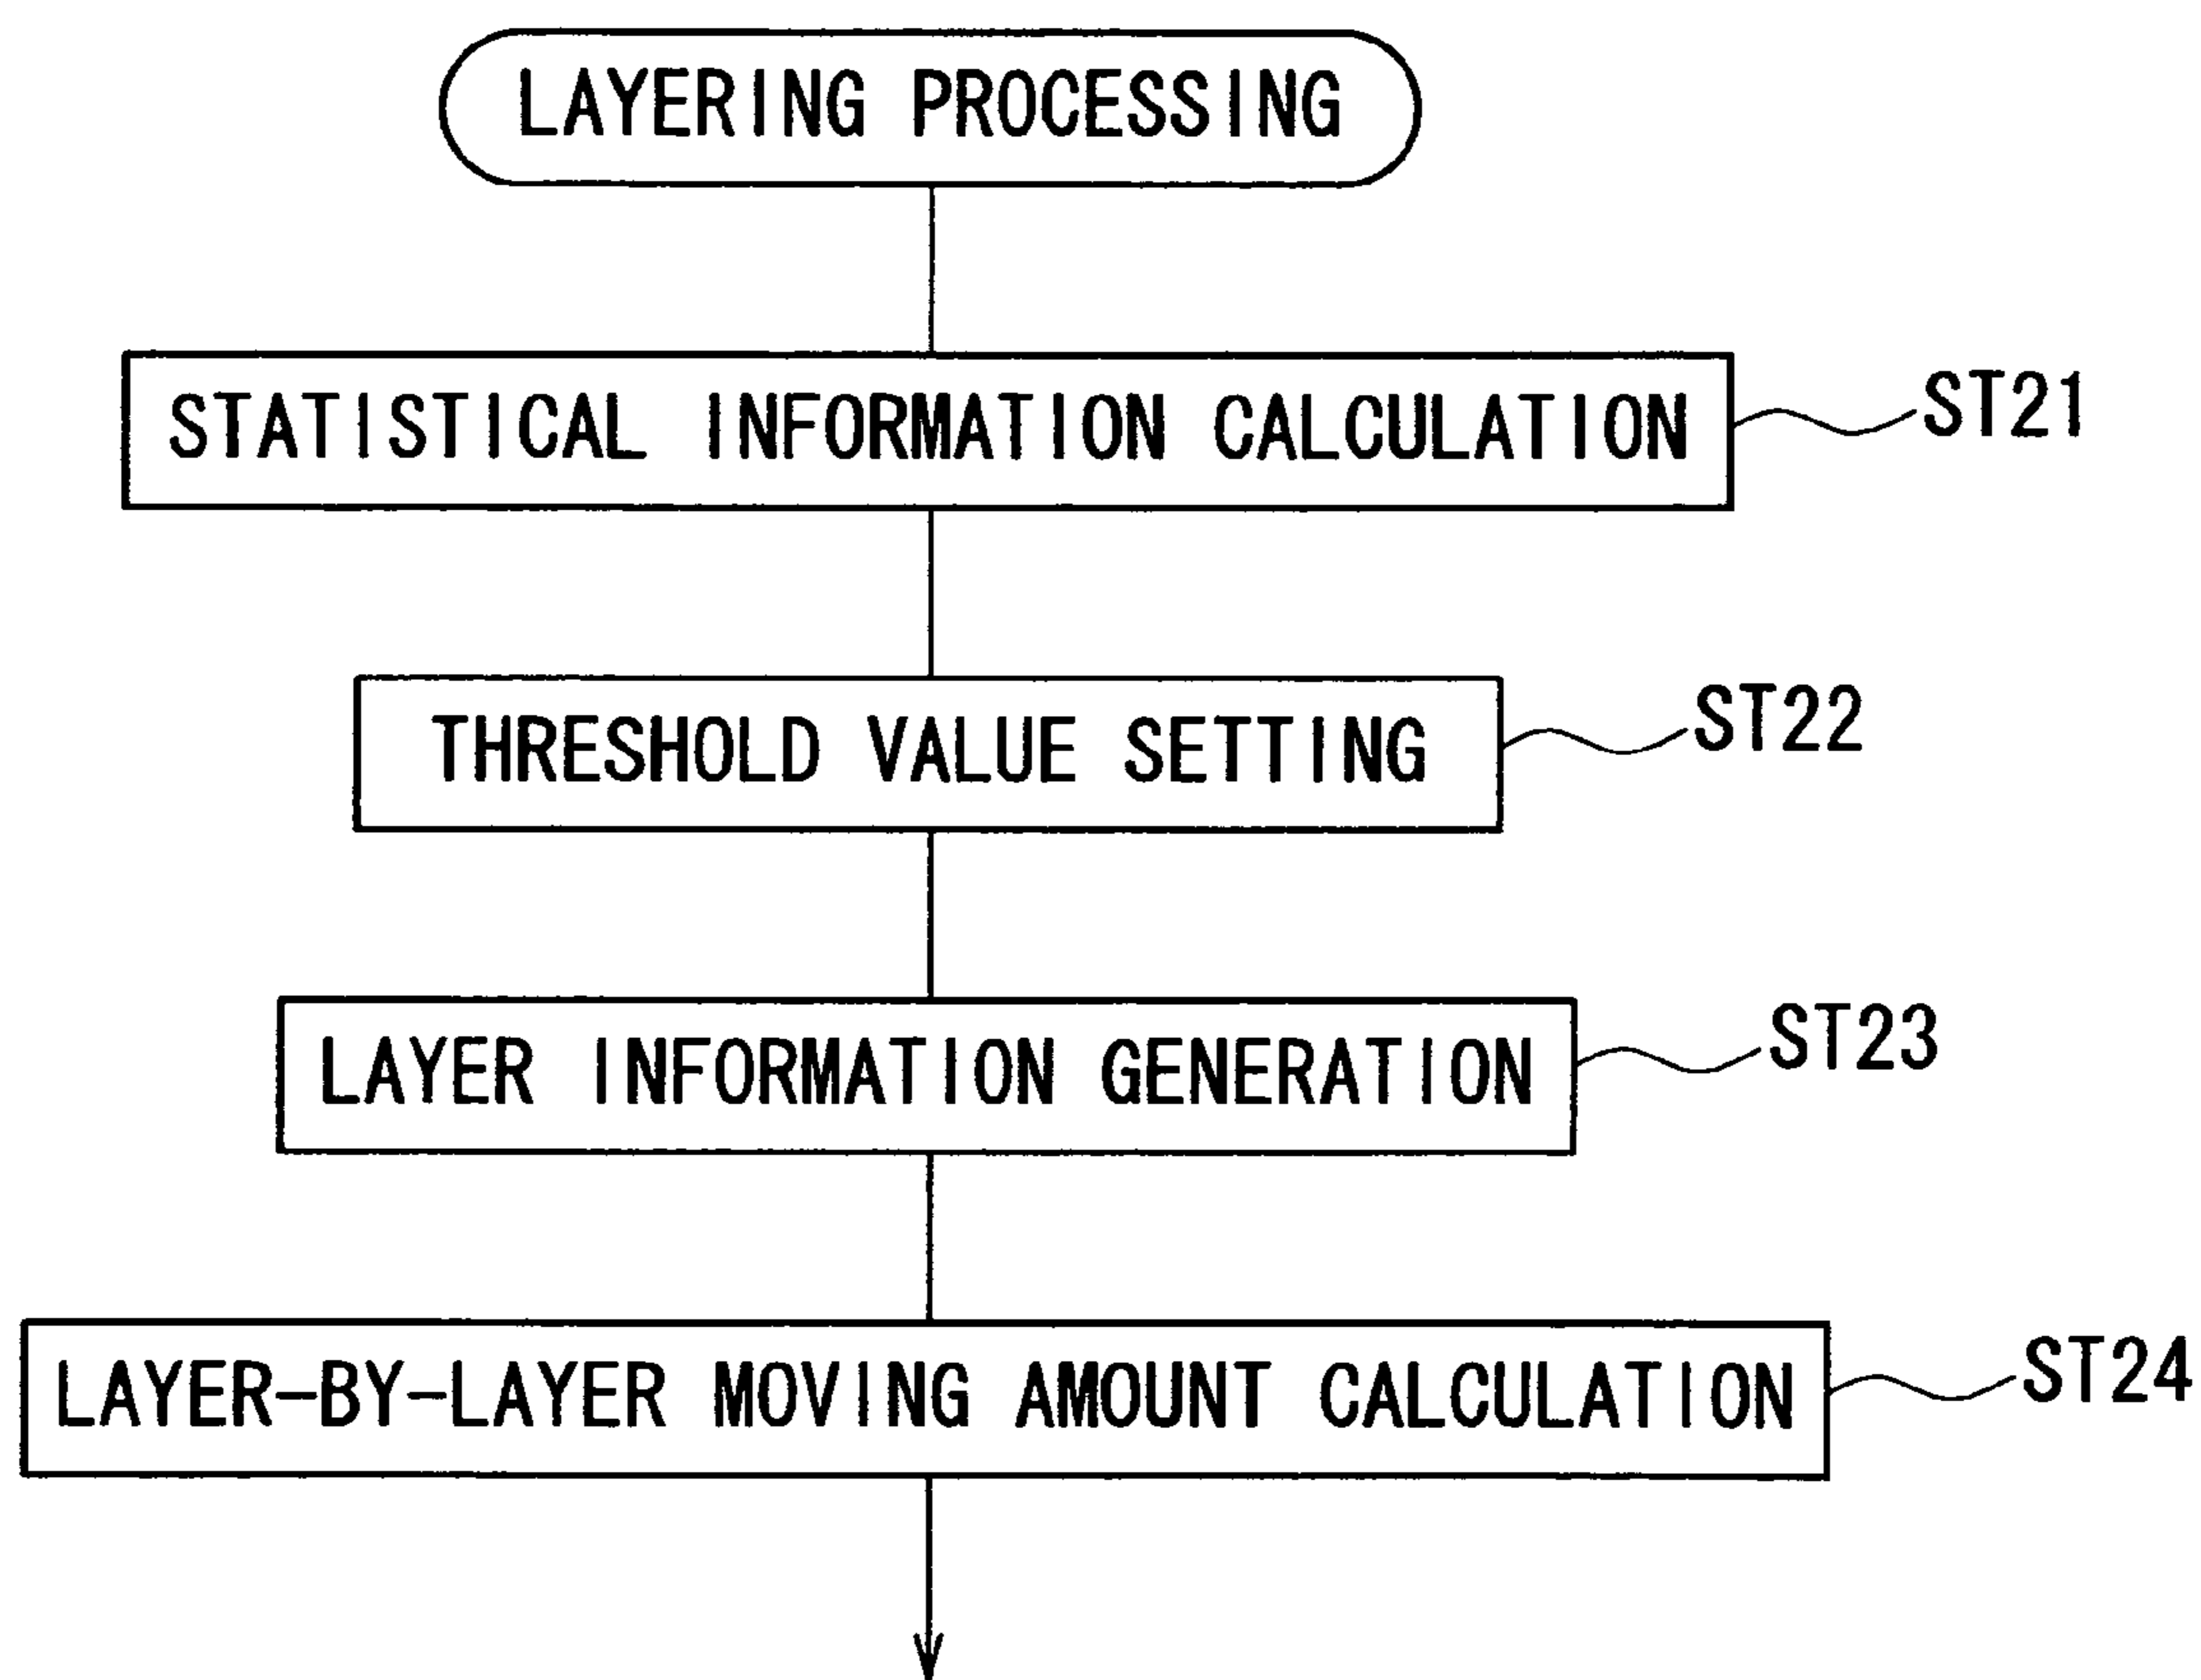 LAYERING PROCESSING
STATISTICAL INFORMATION CALCULATION
ST21
THRESHOLD VALUE SETTING
ST22
LAYER INFORMATION GENERATION
ST23
LAYER-BY-LAYER MOVING AMOUNT CALCULATION
ST24